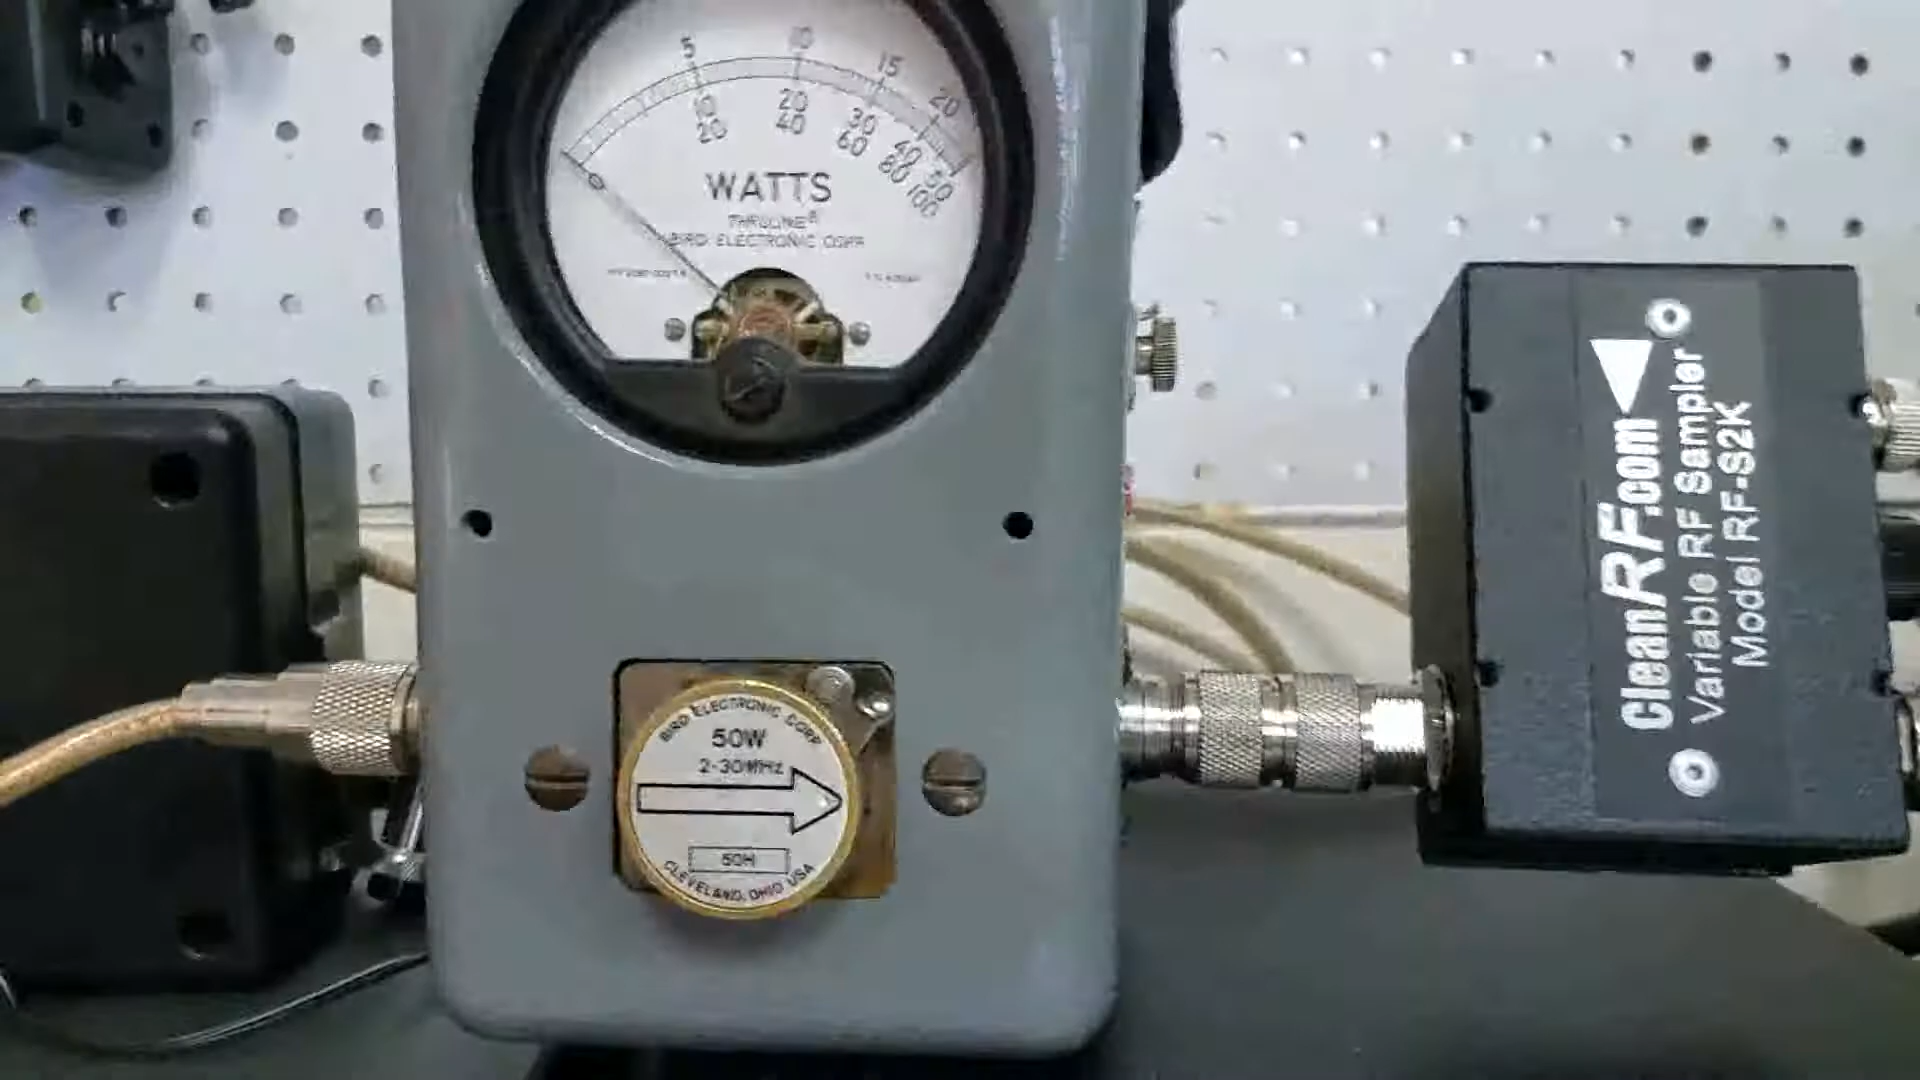 5 10 15 20
10 20 30 40 50
20 40 60 80 100
0
WATTS
THRULINE®
BIRD ELECTRONIC CORP.
BIRD ELECTRONIC CORP.
50W
2-30MHz
50H
CLEVELAND, OHIO USA
CleanRF.com
Variable RF Sampler
Model RF-S2K